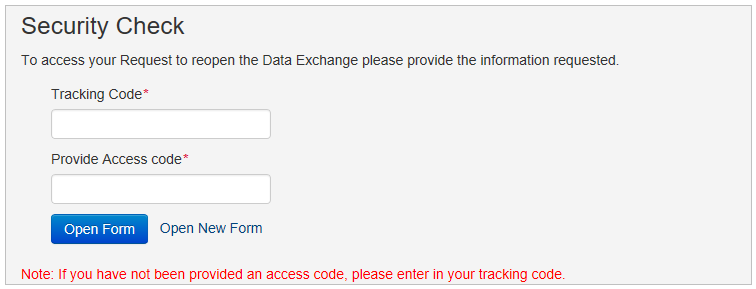 Security Check
To access your Request to reopen the Data Exchange please provide the information requested.
Tracking Code*
Provide Access code*
Open Form Open New Form
Note: If you have not been provided an access code, please enter in your tracking code.